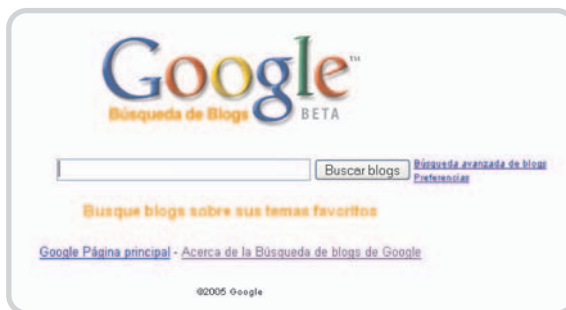 Google™
Búsqueda de Blogs BETA
Buscar blogs Búsqueda avanzada de blogs
Preferencias
Busque blogs sobre sus temas favoritos
Google Página principal - Acerca de la Búsqueda de blogs de Google
©2005 Google